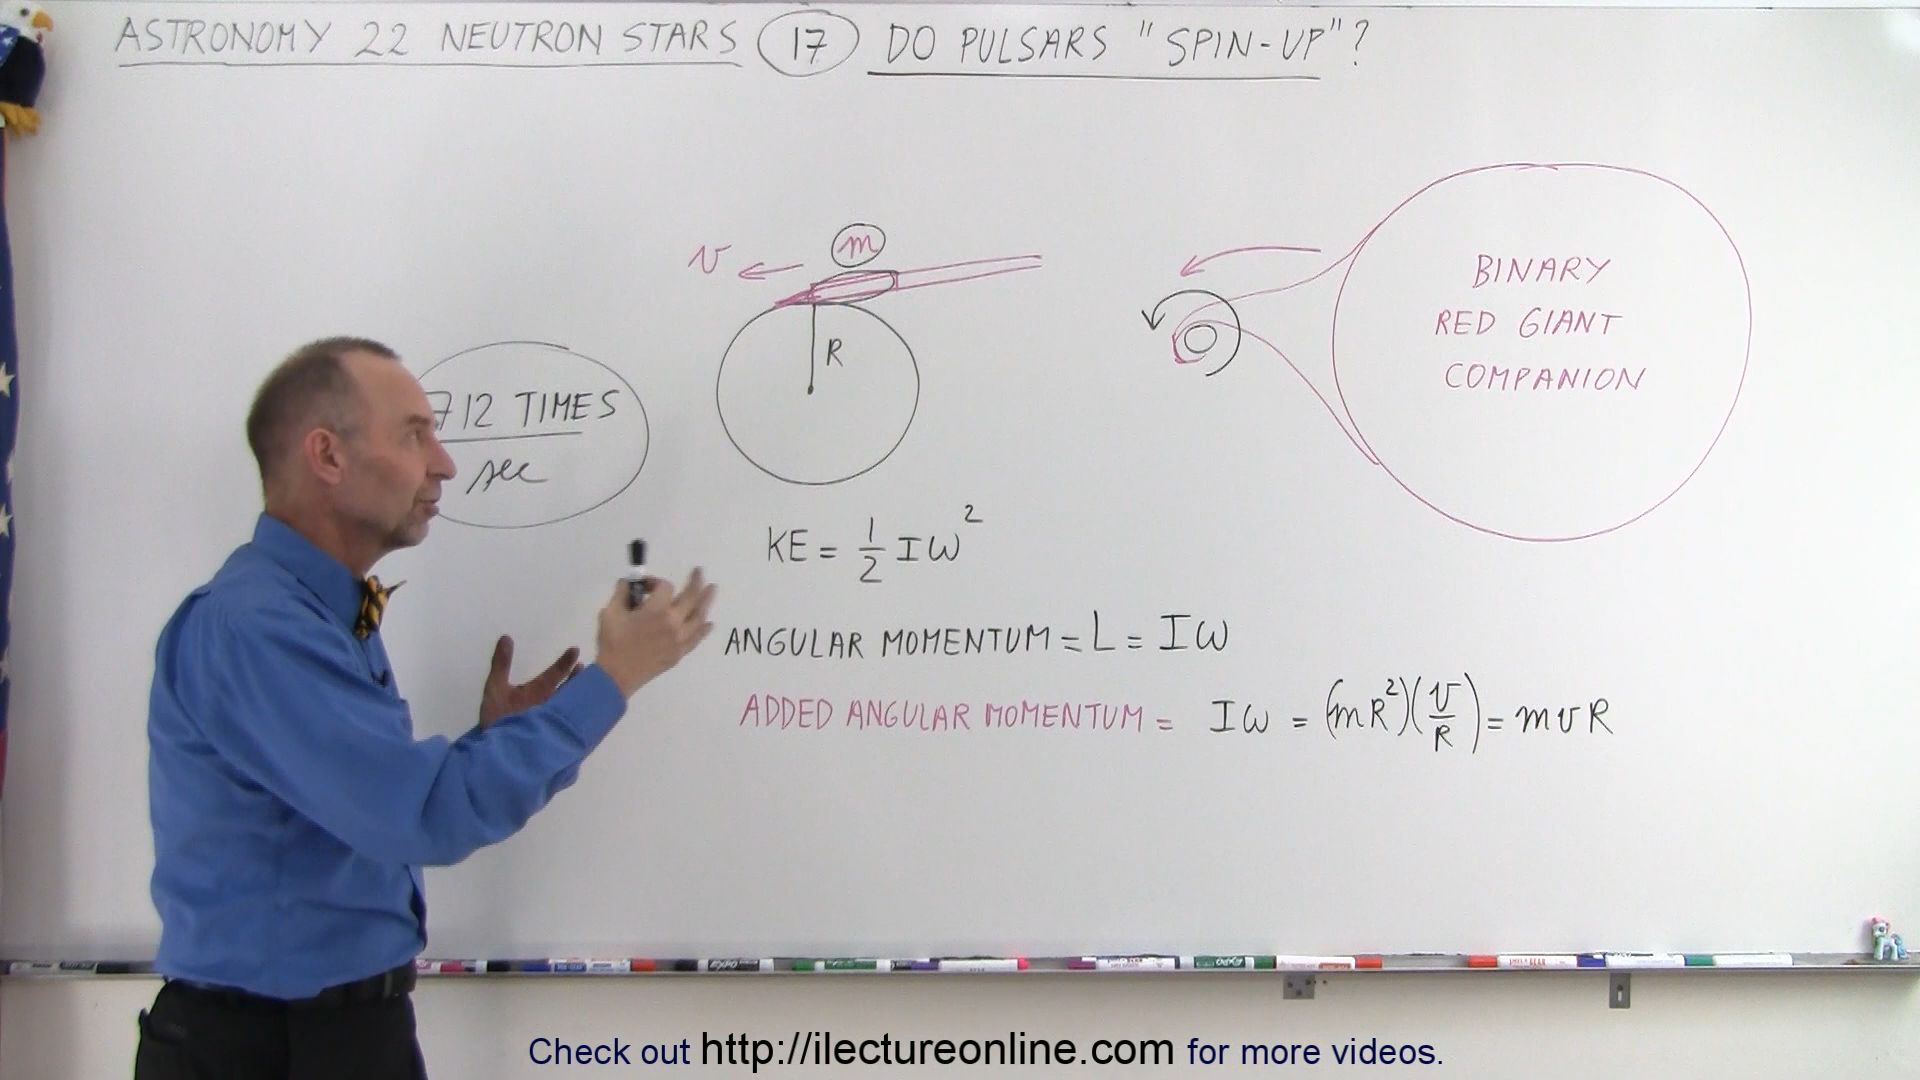 ASTRONOMY 22 NEUTRON STARS 17 DO PULSARS "SPIN-UP"?
m
v
BINARY
RED GIANT
COMPANION
R
712 TIMES
sec
KE = 1/2 Iω²
ANGULAR MOMENTUM = L = Iω
ADDED ANGULAR MOMENTUM = Iω = (mR²)(v/R) = mvR
Check out http://ilectureonline.com for more videos.